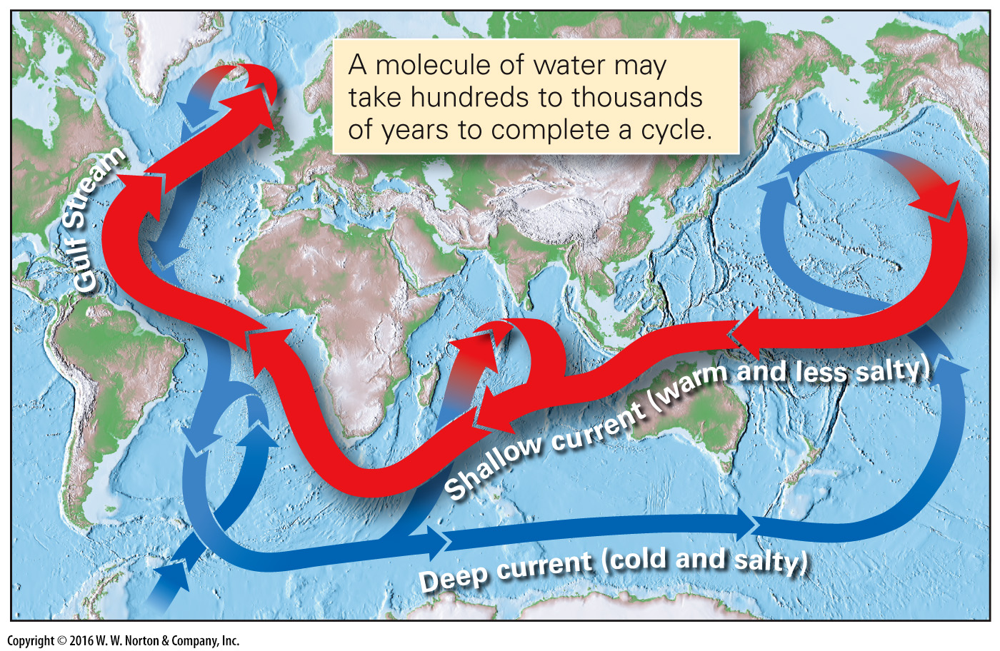 A molecule of water may
take hundreds to thousands
of years to complete a cycle.
Gulf Stream
Shallow current (warm and less salty)
Deep current (cold and salty)
Copyright © 2016 W. W. Norton & Company, Inc.